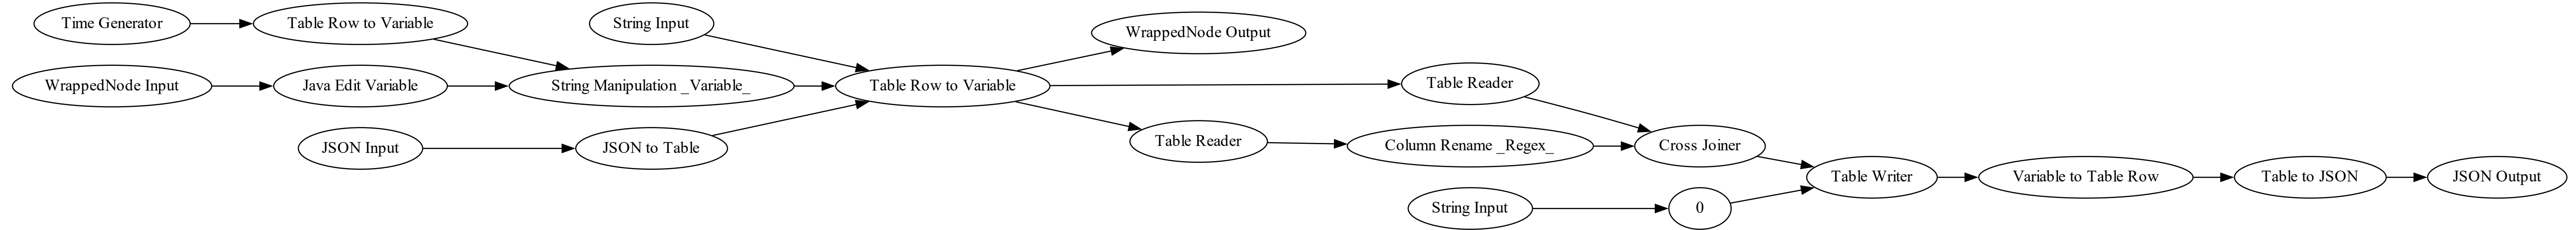 Time Generator
Table Row to Variable
String Input
WrappedNode Output
WrappedNode Input
Java Edit Variable
String Manipulation _Variable_
Table Row to Variable
Table Reader
JSON Input
JSON to Table
Table Reader
Column Rename _Regex_
Cross Joiner
String Input
0
Table Writer
Variable to Table Row
Table to JSON
JSON Output